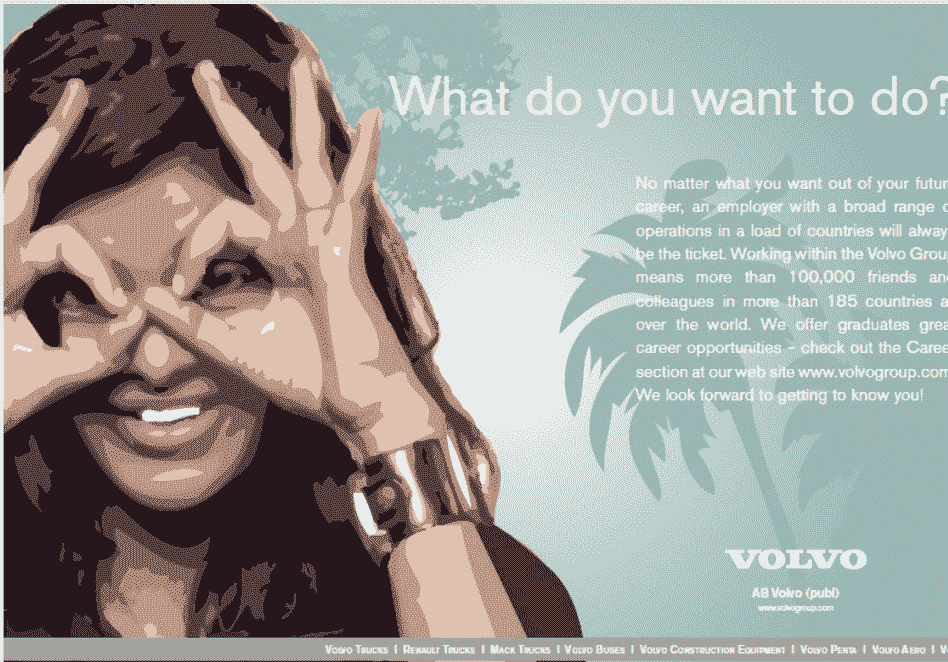 What do you want to do?
No matter what you want out of your futur
career, an employer with a broad range o
operations in a load of countries will alway
be the ticket. Working within the Volvo Grou
means more than 100,000 friends an
colleagues in more than 185 countries a
over the world. We offer graduates grea
career opportunities – check out the Caree
section at our web site www.volvogroup.com
We look forward to getting to know you!
VOLVO
AB Volvo (publ)
www.volvogroup.com
Volvo Trucks | Renault Trucks | Mack Trucks | Volvo Buses | Volvo Construction Equipment | Volvo Penta | Volvo Aero | V